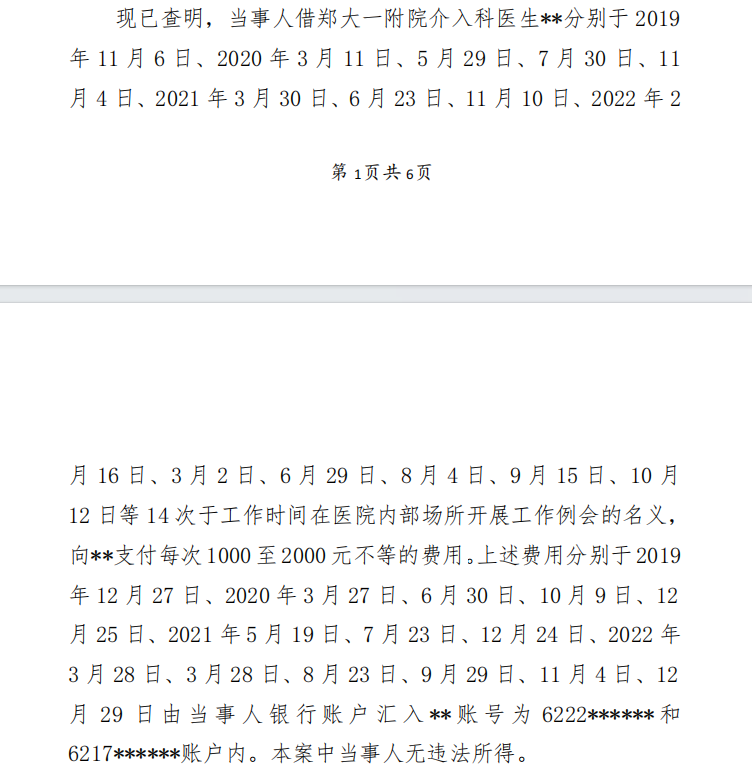 现已查明，当事人借郑大一附院介入科医生**分别于 2019
年 11 月 6 日、2020 年 3 月 11 日、5 月 29 日、7 月 30 日、11
月 4 日、2021 年 3 月 30 日、6 月 23 日、11 月 10 日、2022 年 2
第 1页共 6页
月 16 日、3 月 2 日、6 月 29 日、8 月 4 日、9 月 15 日、10 月
12 日等 14 次于工作时间在医院内部场所开展工作例会的名义，
向**支付每次 1000 至 2000 元不等的费用。上述费用分别于 2019
年 12 月 27 日、2020 年 3 月 27 日、6 月 30 日、10 月 9 日、12
月 25 日、2021 年 5 月 19 日、7 月 23 日、12 月 24 日、2022 年
3 月 28 日、3 月 28 日、8 月 23 日、9 月 29 日、11 月 4 日、12
月 29 日由当事人银行账户汇入**账号为 6222******和
6217******账户内。本案中当事人无违法所得。